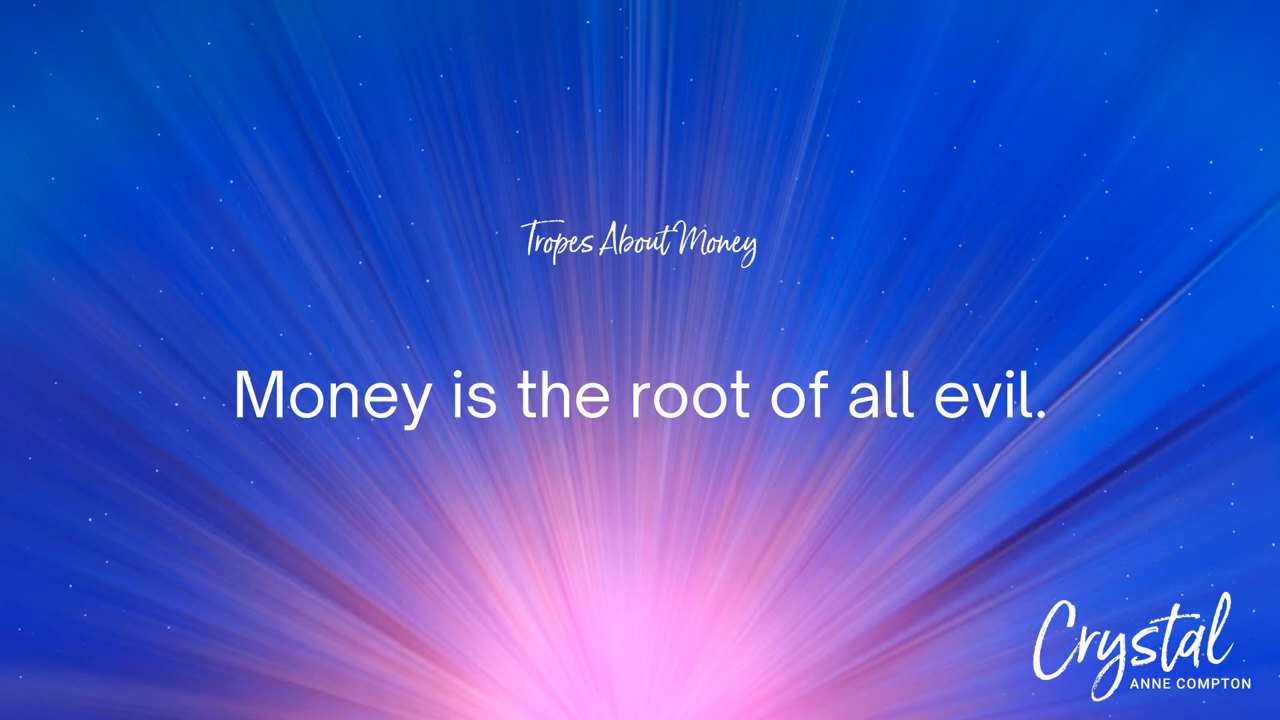 Tropes About Money
Money is the root of all evil.
Crystal
ANNE COMPTON